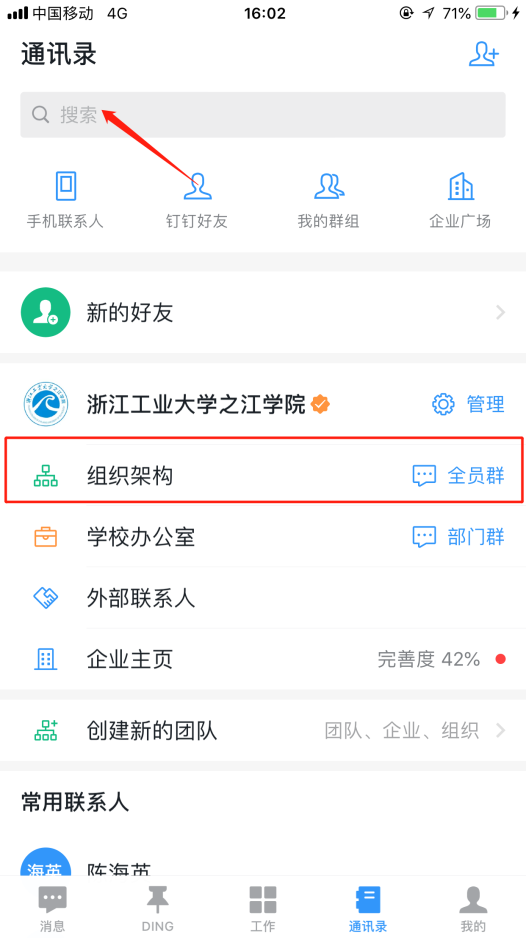 中国移动 4G 16:02 71%
通讯录
搜索
手机联系人 钉钉好友 我的群组 企业广场
新的好友
浙江工业大学之江学院 管理
组织架构 全员群
学校办公室 部门群
外部联系人
企业主页 完善度 42%
创建新的团队 团队、企业、组织
常用联系人
海英 陈海英
消息 DING 工作 通讯录 我的